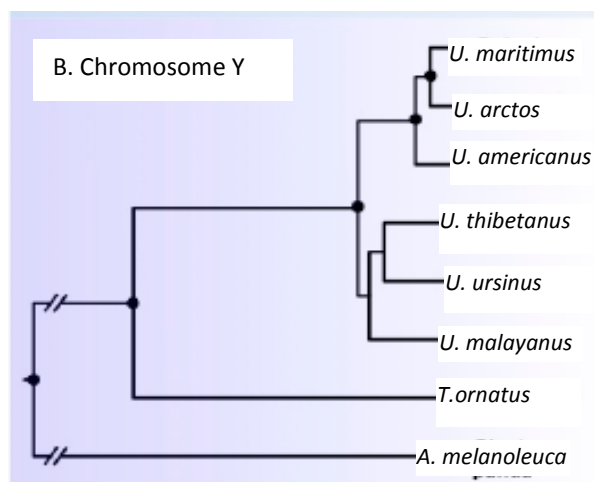 B. Chromosome Y
U. maritimus
U. arctos
U. americanus
U. thibetanus
U. ursinus
U. malayanus
T.ornatus
A. melanoleuca